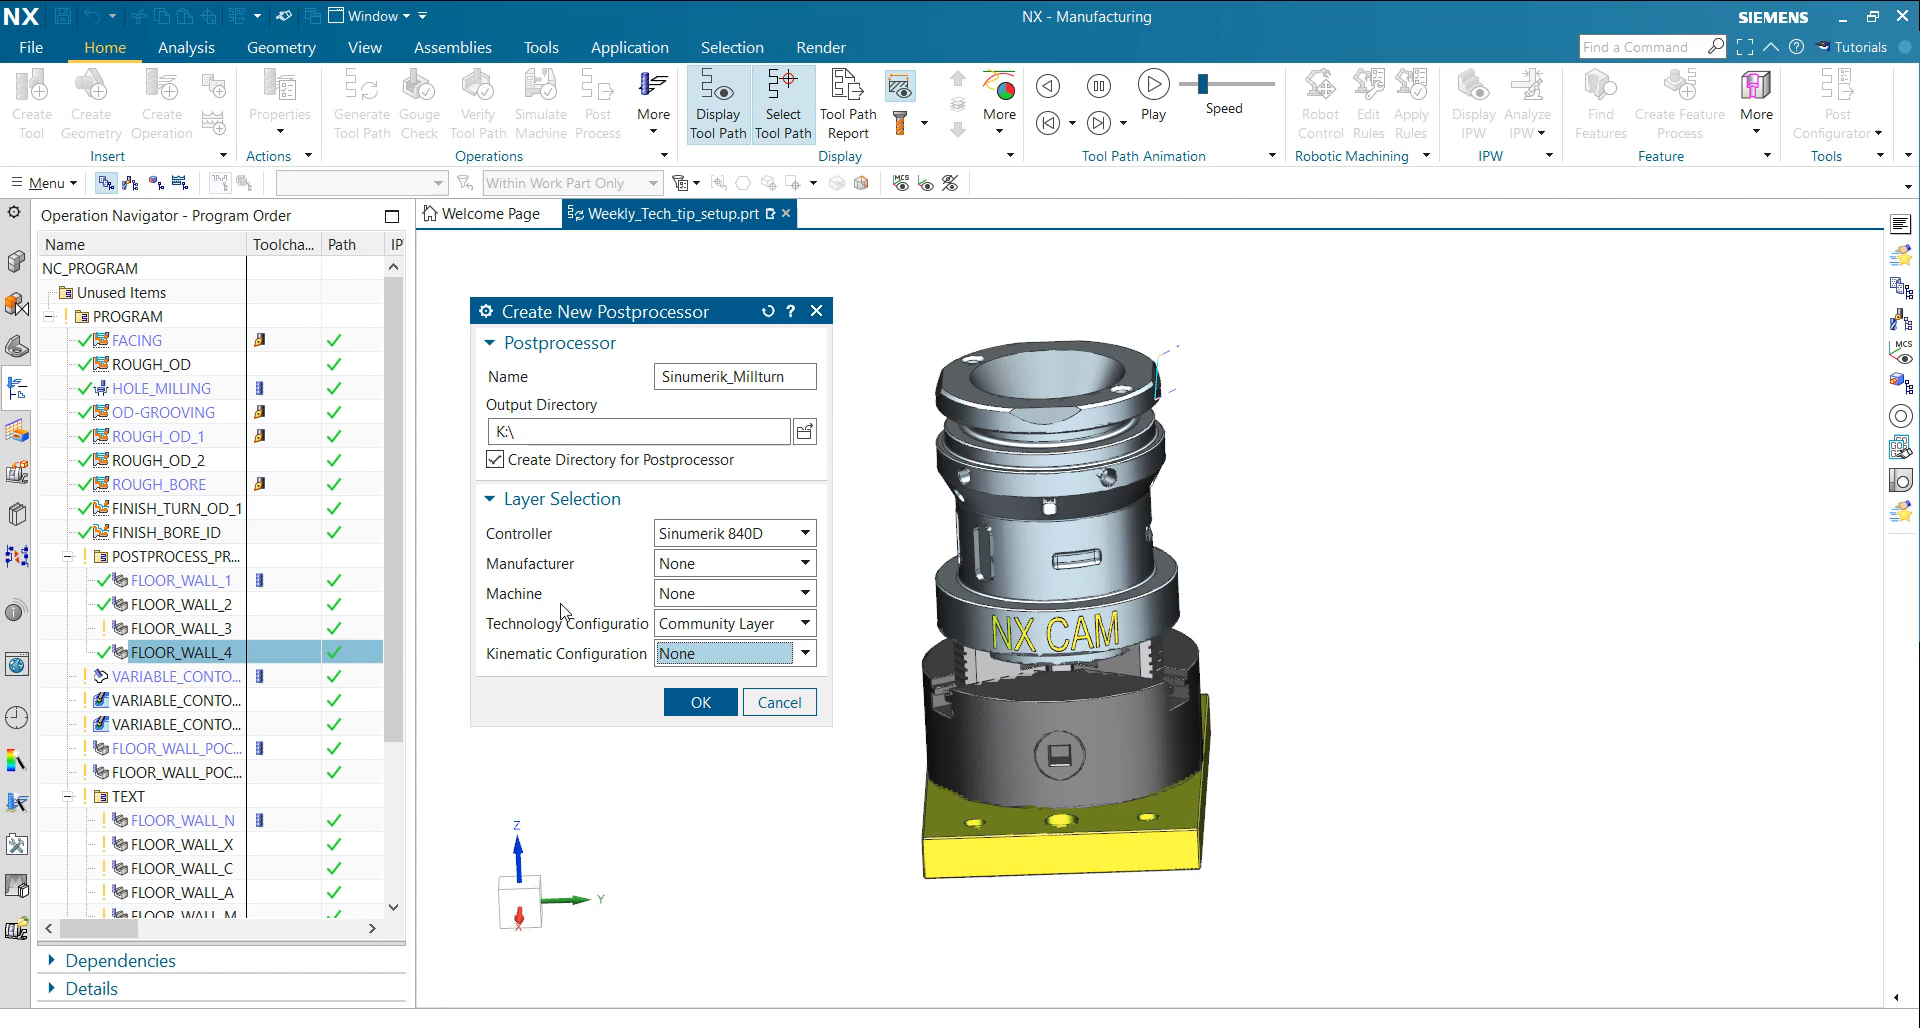 NX
Window
NX - Manufacturing
SIEMENS
File Home Analysis Geometry View Assemblies Tools Application Selection Render
Find a Command
Tutorials
Create Tool
Create Geometry
Create Operation
Insert
Properties
Actions
Generate Tool Path
Gouge Check
Verify Tool Path
Simulate Machine
Post Process
More
Operations
Display Tool Path
Select Tool Path
Tool Path Report
More
Display
Play
Speed
Tool Path Animation
Robot Control
Edit Rules
Apply Rules
Robotic Machining
Display IPW
Analyze IPW
IPW
Find Features
Create Feature Process
More
Feature
Post Configurator
Tools
Menu
Within Work Part Only
MCS
Operation Navigator - Program Order
Welcome Page
Weekly_Tech_tip_setup.prt
Name Toolcha... Path IP
NC_PROGRAM
Unused Items
PROGRAM
FACING
ROUGH_OD
HOLE_MILLING
OD-GROOVING
ROUGH_OD_1
ROUGH_OD_2
ROUGH_BORE
FINISH_TURN_OD_1
FINISH_BORE_ID
POSTPROCESS_PR...
FLOOR_WALL_1
FLOOR_WALL_2
FLOOR_WALL_3
FLOOR_WALL_4
VARIABLE_CONTO...
VARIABLE_CONTO...
VARIABLE_CONTO...
FLOOR_WALL_POC...
FLOOR_WALL_POC...
TEXT
FLOOR_WALL_N
FLOOR_WALL_X
FLOOR_WALL_C
FLOOR_WALL_A
FLOOR_WALL_M
Dependencies
Details
Create New Postprocessor
Postprocessor
Name Sinumerik_Millturn
Output Directory
K:\
Create Directory for Postprocessor
Layer Selection
Controller Sinumerik 840D
Manufacturer None
Machine None
Technology Configuratio Community Layer
Kinematic Configuration None
OK Cancel
NX CAM
Z
Y
X
MCS